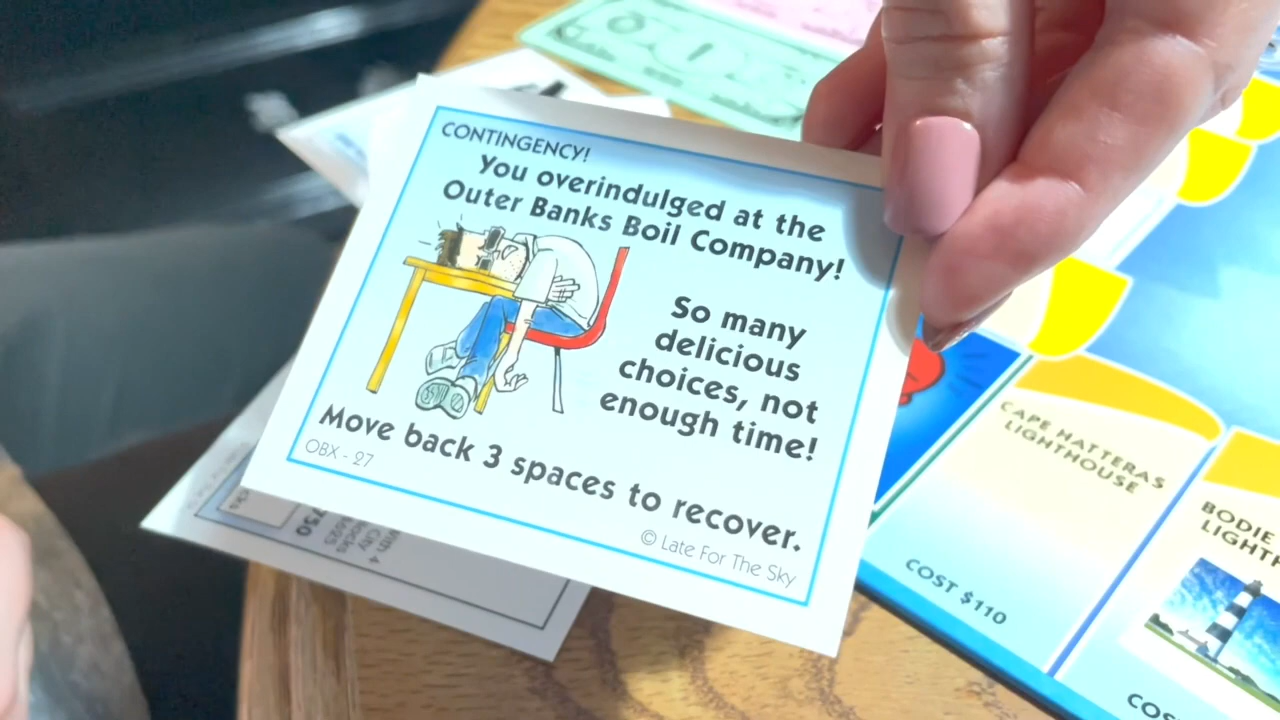 CONTINGENCY!
You overindulged at the
Outer Banks Boil Company!
So many
delicious
choices, not
enough time!
Move back 3 spaces to recover.
OBX - 27
© Late For The Sky
CAPE HATTERAS
LIGHTHOUSE
COST $110
BODIE